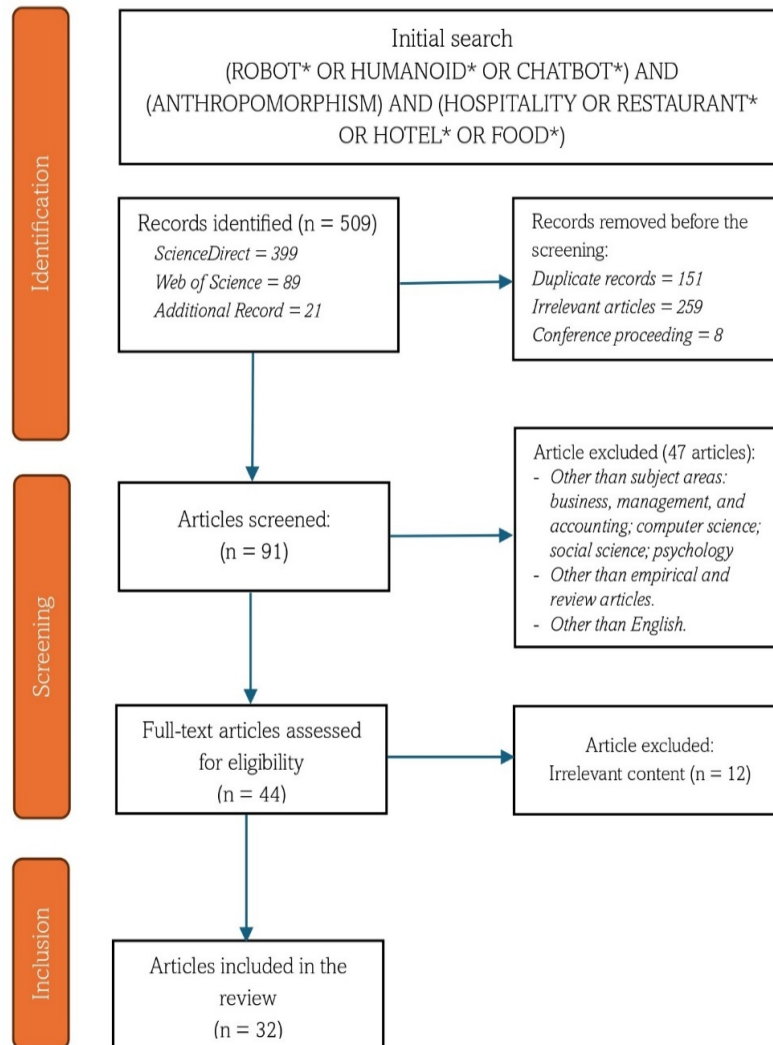 Identification
Initial search
(ROBOT* OR HUMANOID* OR CHATBOT*) AND
(ANTHROPOMORPHISM) AND (HOSPITALITY OR RESTAURANT*
OR HOTEL* OR FOOD*)
Records identified (n = 509)
ScienceDirect = 399
Web of Science = 89
Additional Record = 21
Records removed before the
screening:
Duplicate records = 151
Irrelevant articles = 259
Conference proceeding = 8
Screening
Articles screened:
(n = 91)
Article excluded (47 articles):
- Other than subject areas:
business, management, and
accounting; computer science;
social science; psychology
- Other than empirical and
review articles.
- Other than English.
Full-text articles assessed
for eligibility
(n = 44)
Article excluded:
Irrelevant content (n = 12)
Inclusion
Articles included in the
review
(n = 32)